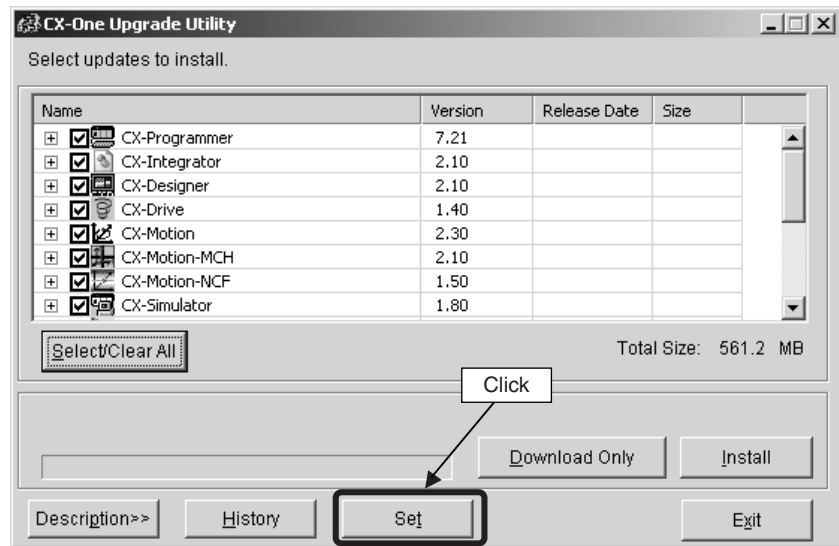 CX-One Upgrade Utility
Select updates to install.
Name Version Release Date Size
CX-Programmer 7.21
CX-Integrator 2.10
CX-Designer 2.10
CX-Drive 1.40
CX-Motion 2.30
CX-Motion-MCH 2.10
CX-Motion-NCF 1.50
CX-Simulator 1.80
Select/Clear All Total Size: 561.2 MB
Click
Download Only Install
Description>> History Set Exit